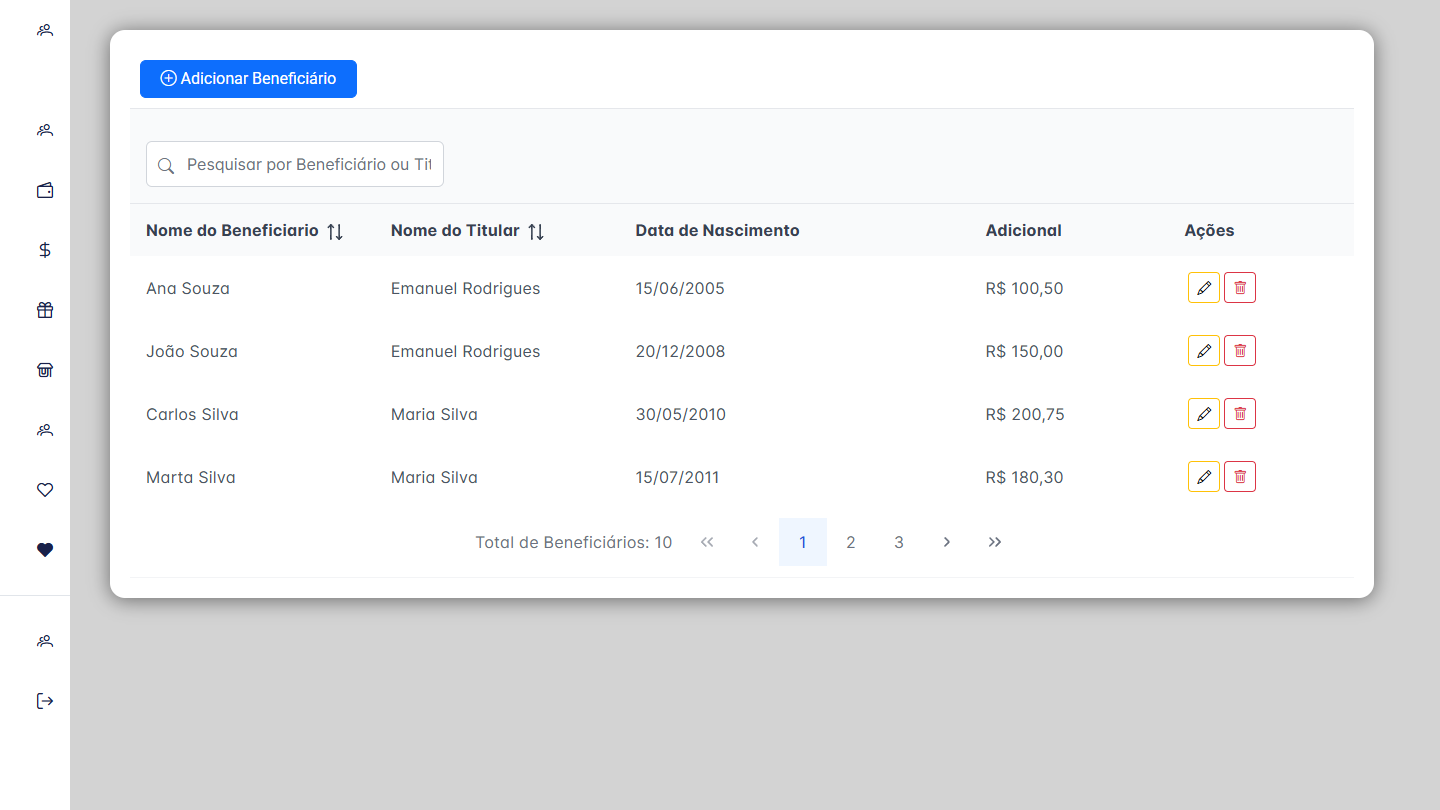 Adicionar Beneficiário
Pesquisar por Beneficiário ou Tit
Nome do Beneficiario Nome do Titular Data de Nascimento Adicional Ações
Ana Souza Emanuel Rodrigues 15/06/2005 R$ 100,50
João Souza Emanuel Rodrigues 20/12/2008 R$ 150,00
Carlos Silva Maria Silva 30/05/2010 R$ 200,75
Marta Silva Maria Silva 15/07/2011 R$ 180,30
Total de Beneficiários: 10 1 2 3